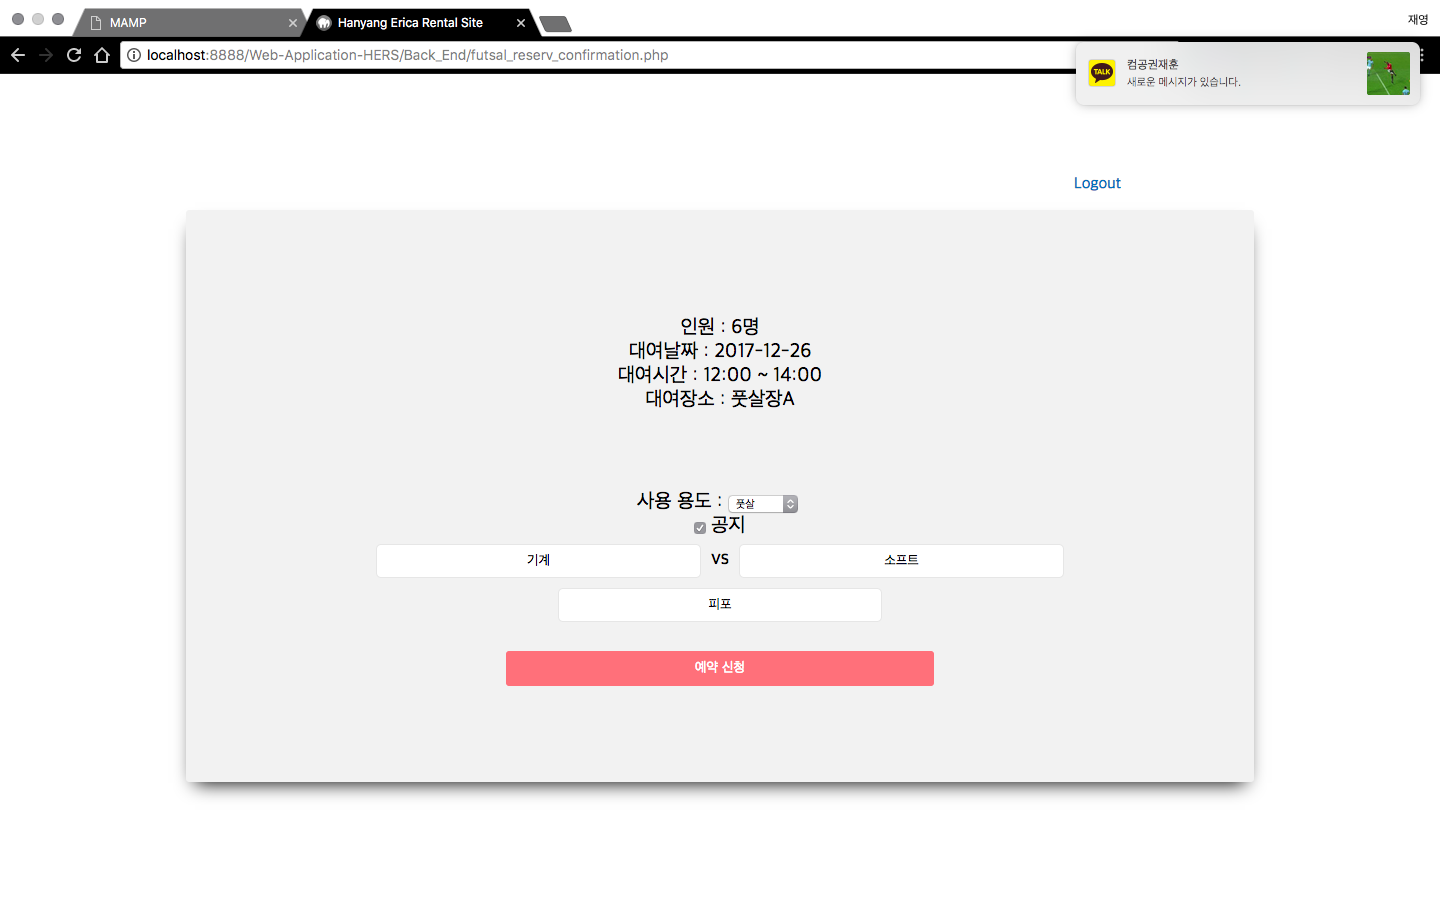 MAMP
Hanyang Erica Rental Site
재영
localhost:8888/Web-Application-HERS/Back_End/futsal_reserv_confirmation.php
TALK
컴공권재훈
새로운 메시지가 있습니다.
Logout
인원 : 6명
대여날짜 : 2017-12-26
대여시간 : 12:00 ~ 14:00
대여장소 : 풋살장A
사용 용도 : 풋살
공지
기계 VS 소프트
피포
예약 신청